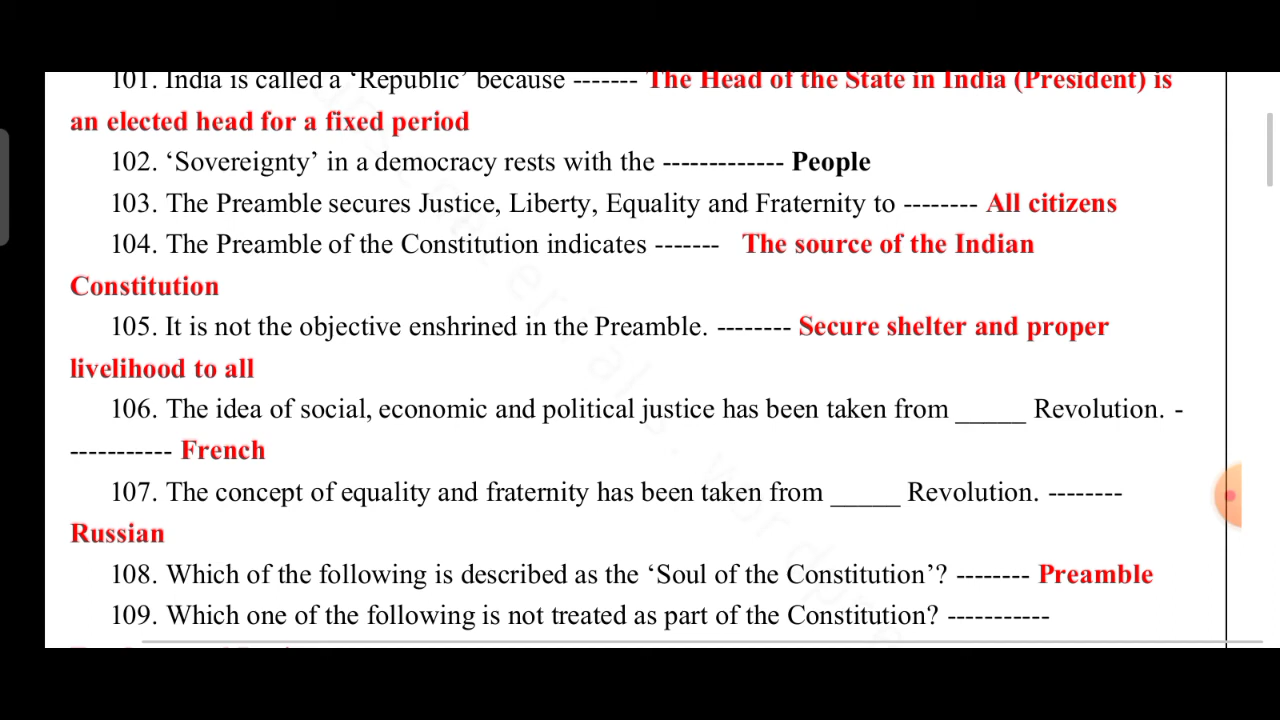 101. India is called a ‘Republic’ because ------- The Head of the State in India (President) is
an elected head for a fixed period
102. ‘Sovereignty’ in a democracy rests with the ------------- People
103. The Preamble secures Justice, Liberty, Equality and Fraternity to -------- All citizens
104. The Preamble of the Constitution indicates ------- The source of the Indian
Constitution
105. It is not the objective enshrined in the Preamble. -------- Secure shelter and proper
livelihood to all
106. The idea of social, economic and political justice has been taken from _____ Revolution. -
----------- French
107. The concept of equality and fraternity has been taken from _____ Revolution. --------
Russian
108. Which of the following is described as the ‘Soul of the Constitution’? -------- Preamble
109. Which one of the following is not treated as part of the Constitution? -----------